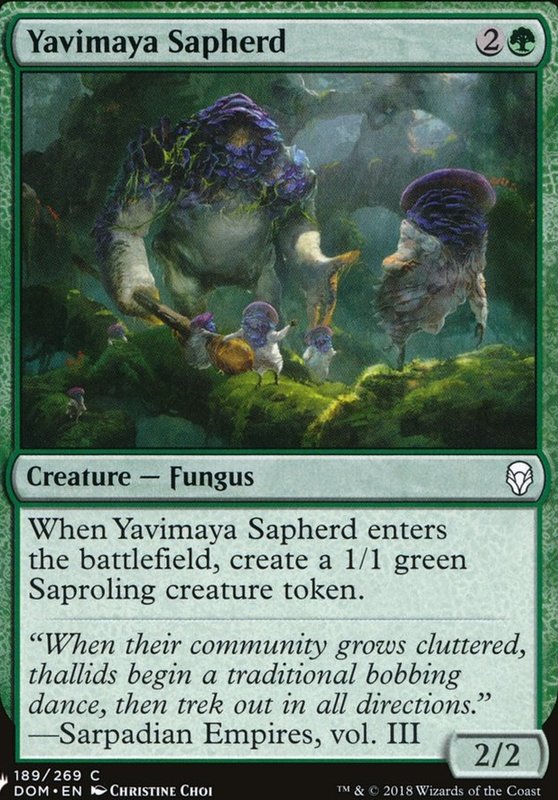 Yavimaya Sapherd 2
Creature — Fungus
When Yavimaya Sapherd enters
the battlefield, create a 1/1 green
Saproling creature token.
“When their community grows cluttered,
thallids begin a traditional bobbing
dance, then trek out in all directions.”
—Sarpadian Empires, vol. III
2/2
189/269 C
DOM • EN Christine Choi
™ & © 2018 Wizards of the Coast